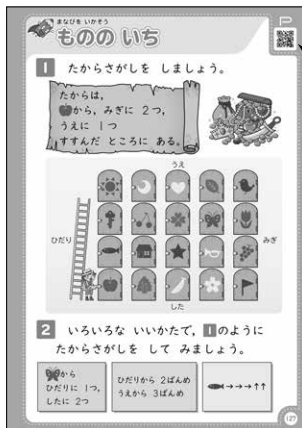 まなびを いかそう
ものの いち
1 たからさがしを しましょう。
たからは、
から、みぎに 2つ、
うえに 1つ
すすんだ ところに ある。
うえ
ひだり
みぎ
した
2 いろいろな いいかたで、1のように
たからさがしを して みましょう。
から
ひだりに 1つ、
したに 2つ
ひだりから 2ばんめ
うえから 3ばんめ
→→→↑↑
127